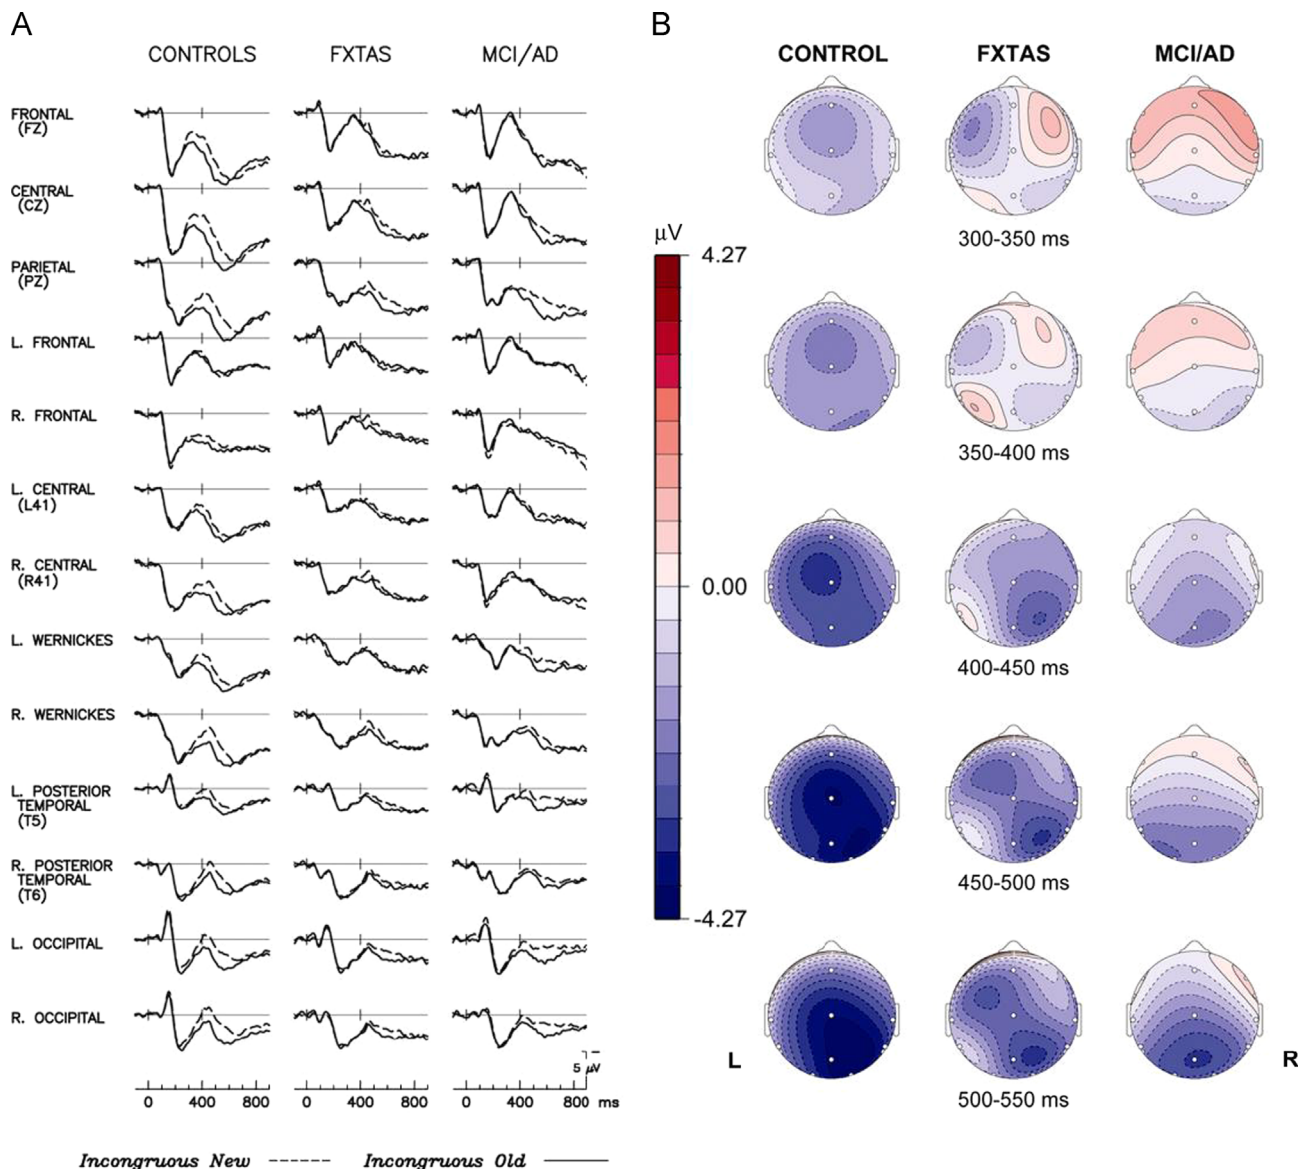 A
CONTROLS FXTAS MCI/AD
FRONTAL
(FZ)
CENTRAL
(CZ)
PARIETAL
(PZ)
L. FRONTAL
R. FRONTAL
L. CENTRAL
(L41)
R. CENTRAL
(R41)
L. WERNICKES
R. WERNICKES
L. POSTERIOR
TEMPORAL
(T5)
R. POSTERIOR
TEMPORAL
(T6)
L. OCCIPITAL
R. OCCIPITAL
5 μV
0 400 0 400 0 400 800 ms
Incongruous New Incongruous Old
B
CONTROL FXTAS MCI/AD
μV
4.27
0.00
-4.27
300-350 ms
350-400 ms
400-450 ms
450-500 ms
L R
500-550 ms